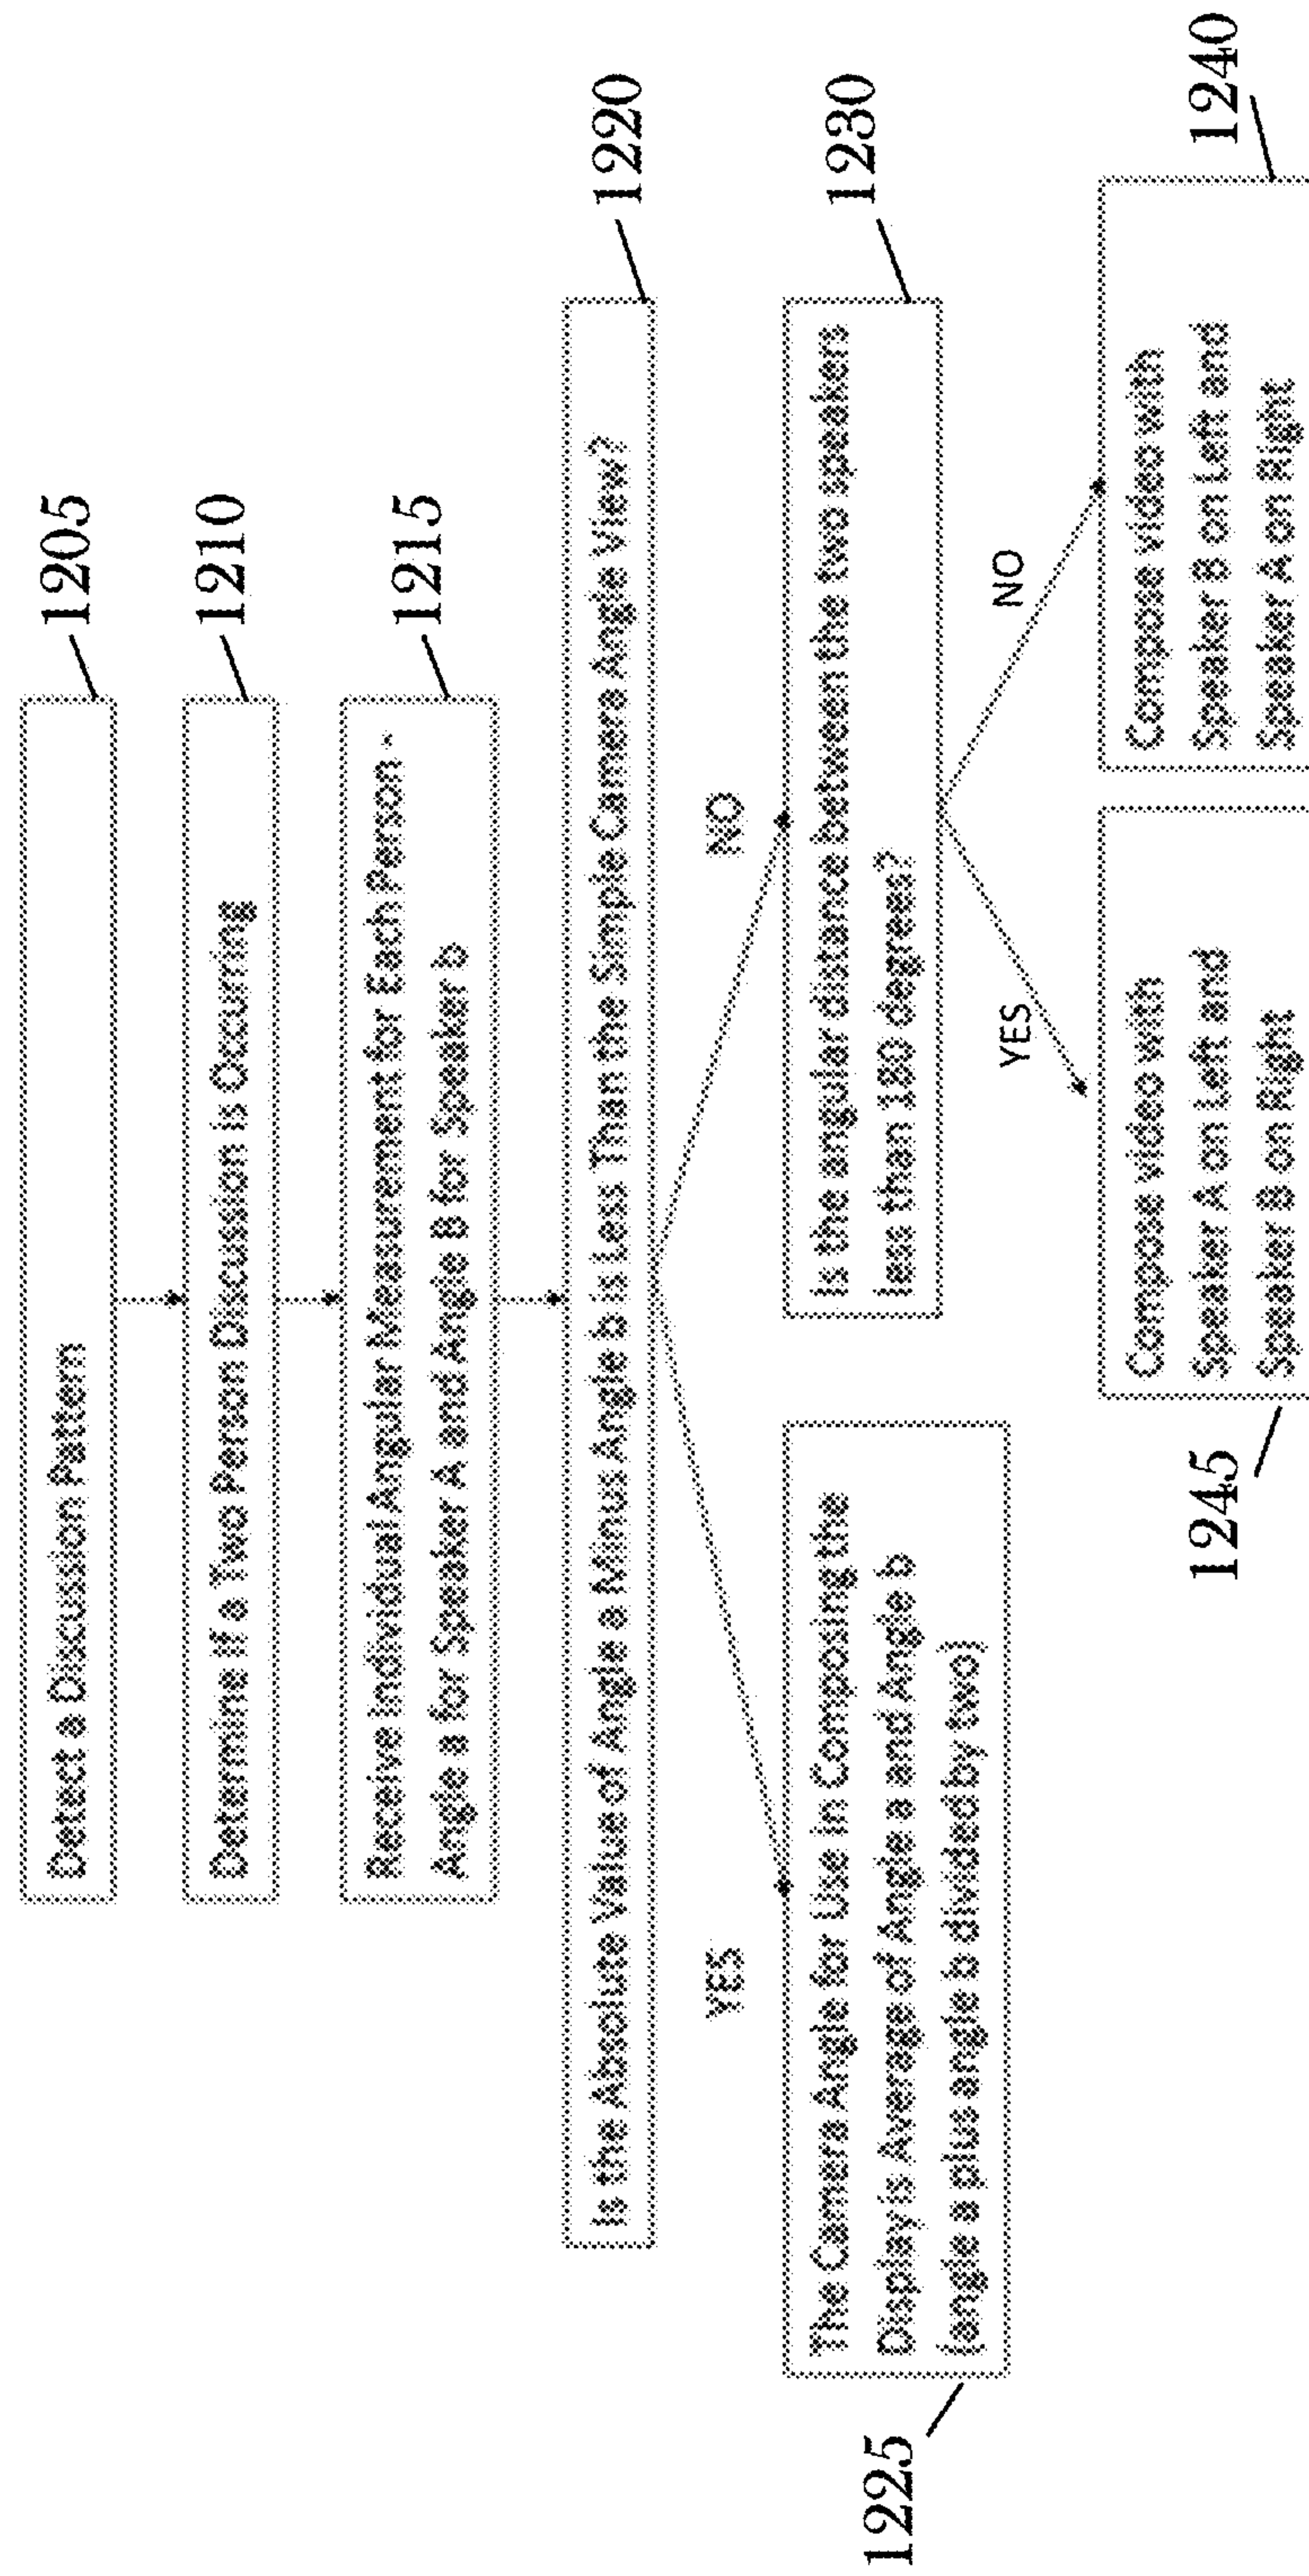 Detect a Discussion Pattern
1205
Determine If a Two Person Discussion is Occurring
1210
Receive Individual Angular Measurement for Each Person -
Angle a for Speaker A and Angle B for Speaker b
1215
Is the Absolute Value of Angle a Minus Angle b is Less Than the Simple Camera Angle View?
1220
YES
NO
1225
The Camera Angle for Use in Composing the
Display is Average of Angle a and Angle b
(angle a plus angle b divided by two)
Is the angular distance between the two speakers
less than 180 degrees?
1230
YES
NO
1245
Compose video with
Speaker A on Left and
Speaker B on Right
Compose video with
Speaker B on Left and
Speaker A on Right
1240